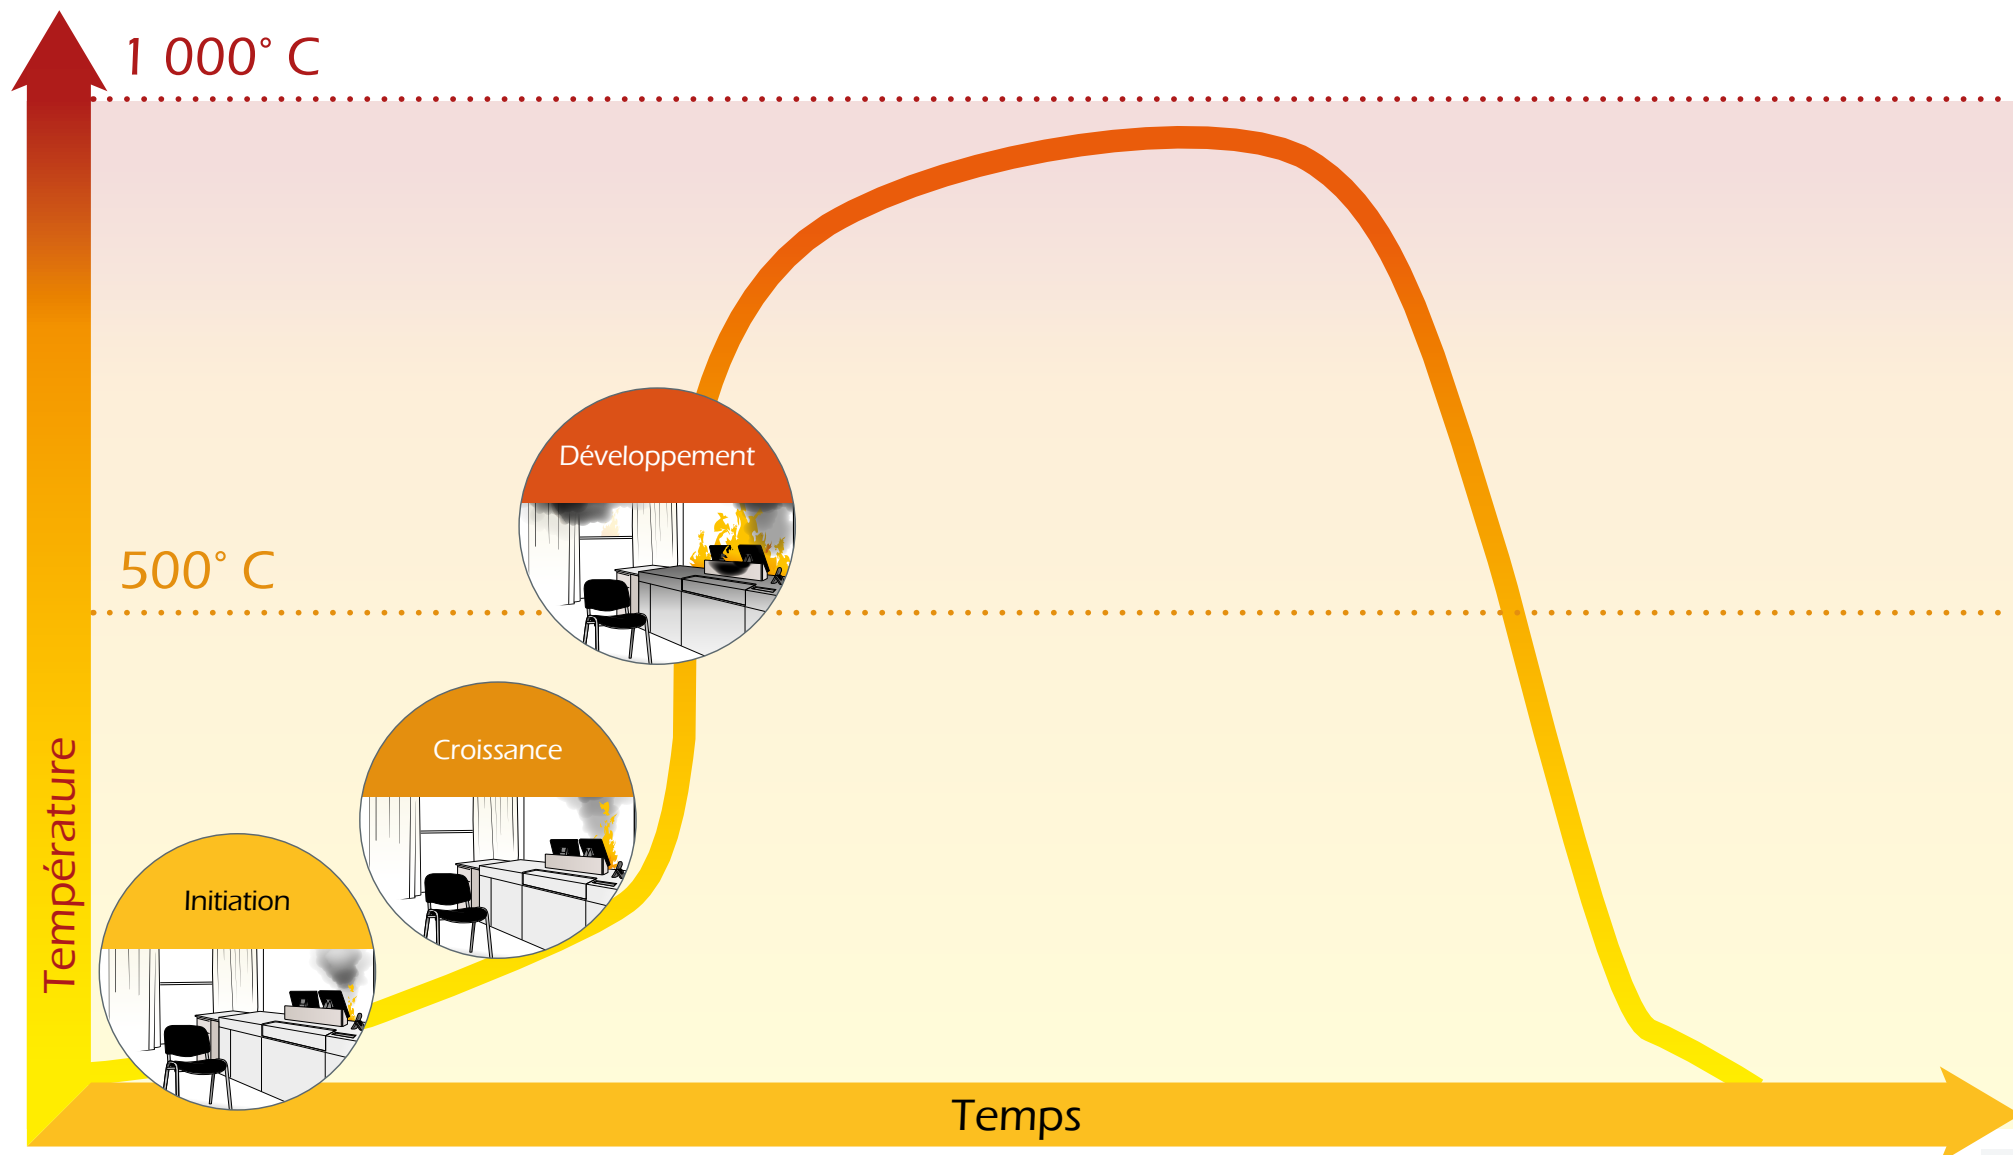 1 000° C
Développement
500° C
Croissance
Température
Initiation
Temps